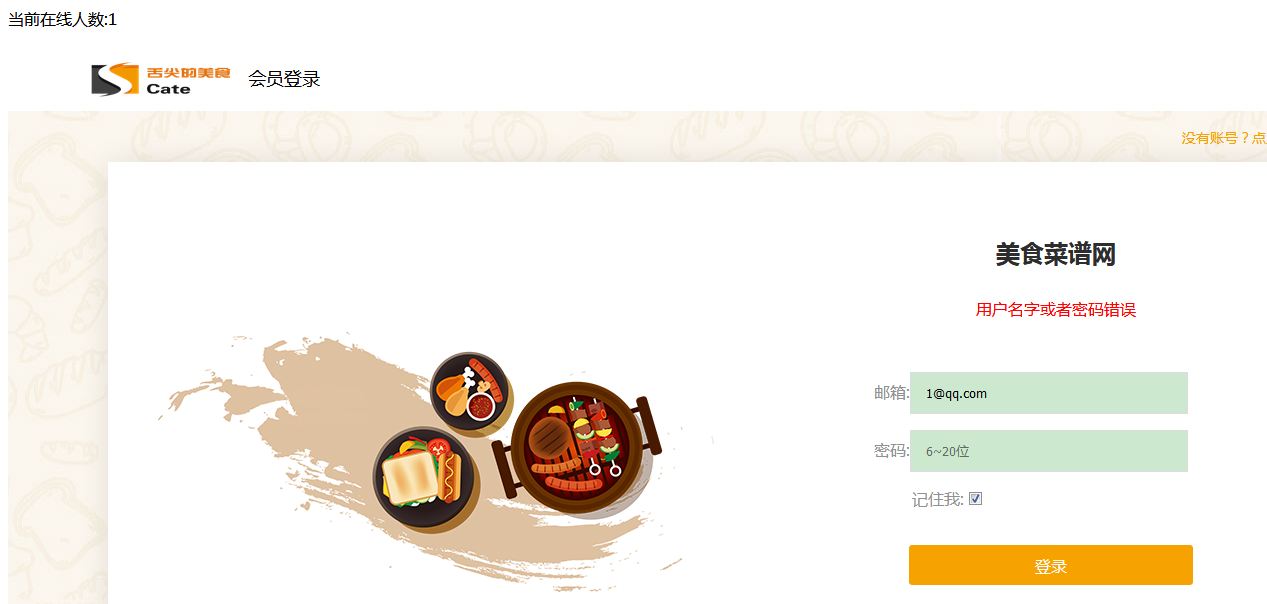 当前在线人数:1
舌尖的美食
Cate
会员登录
没有账号？点
美食菜谱网
用户名字或者密码错误
邮箱:
1@qq.com
密码:
6~20位
记住我:
登录